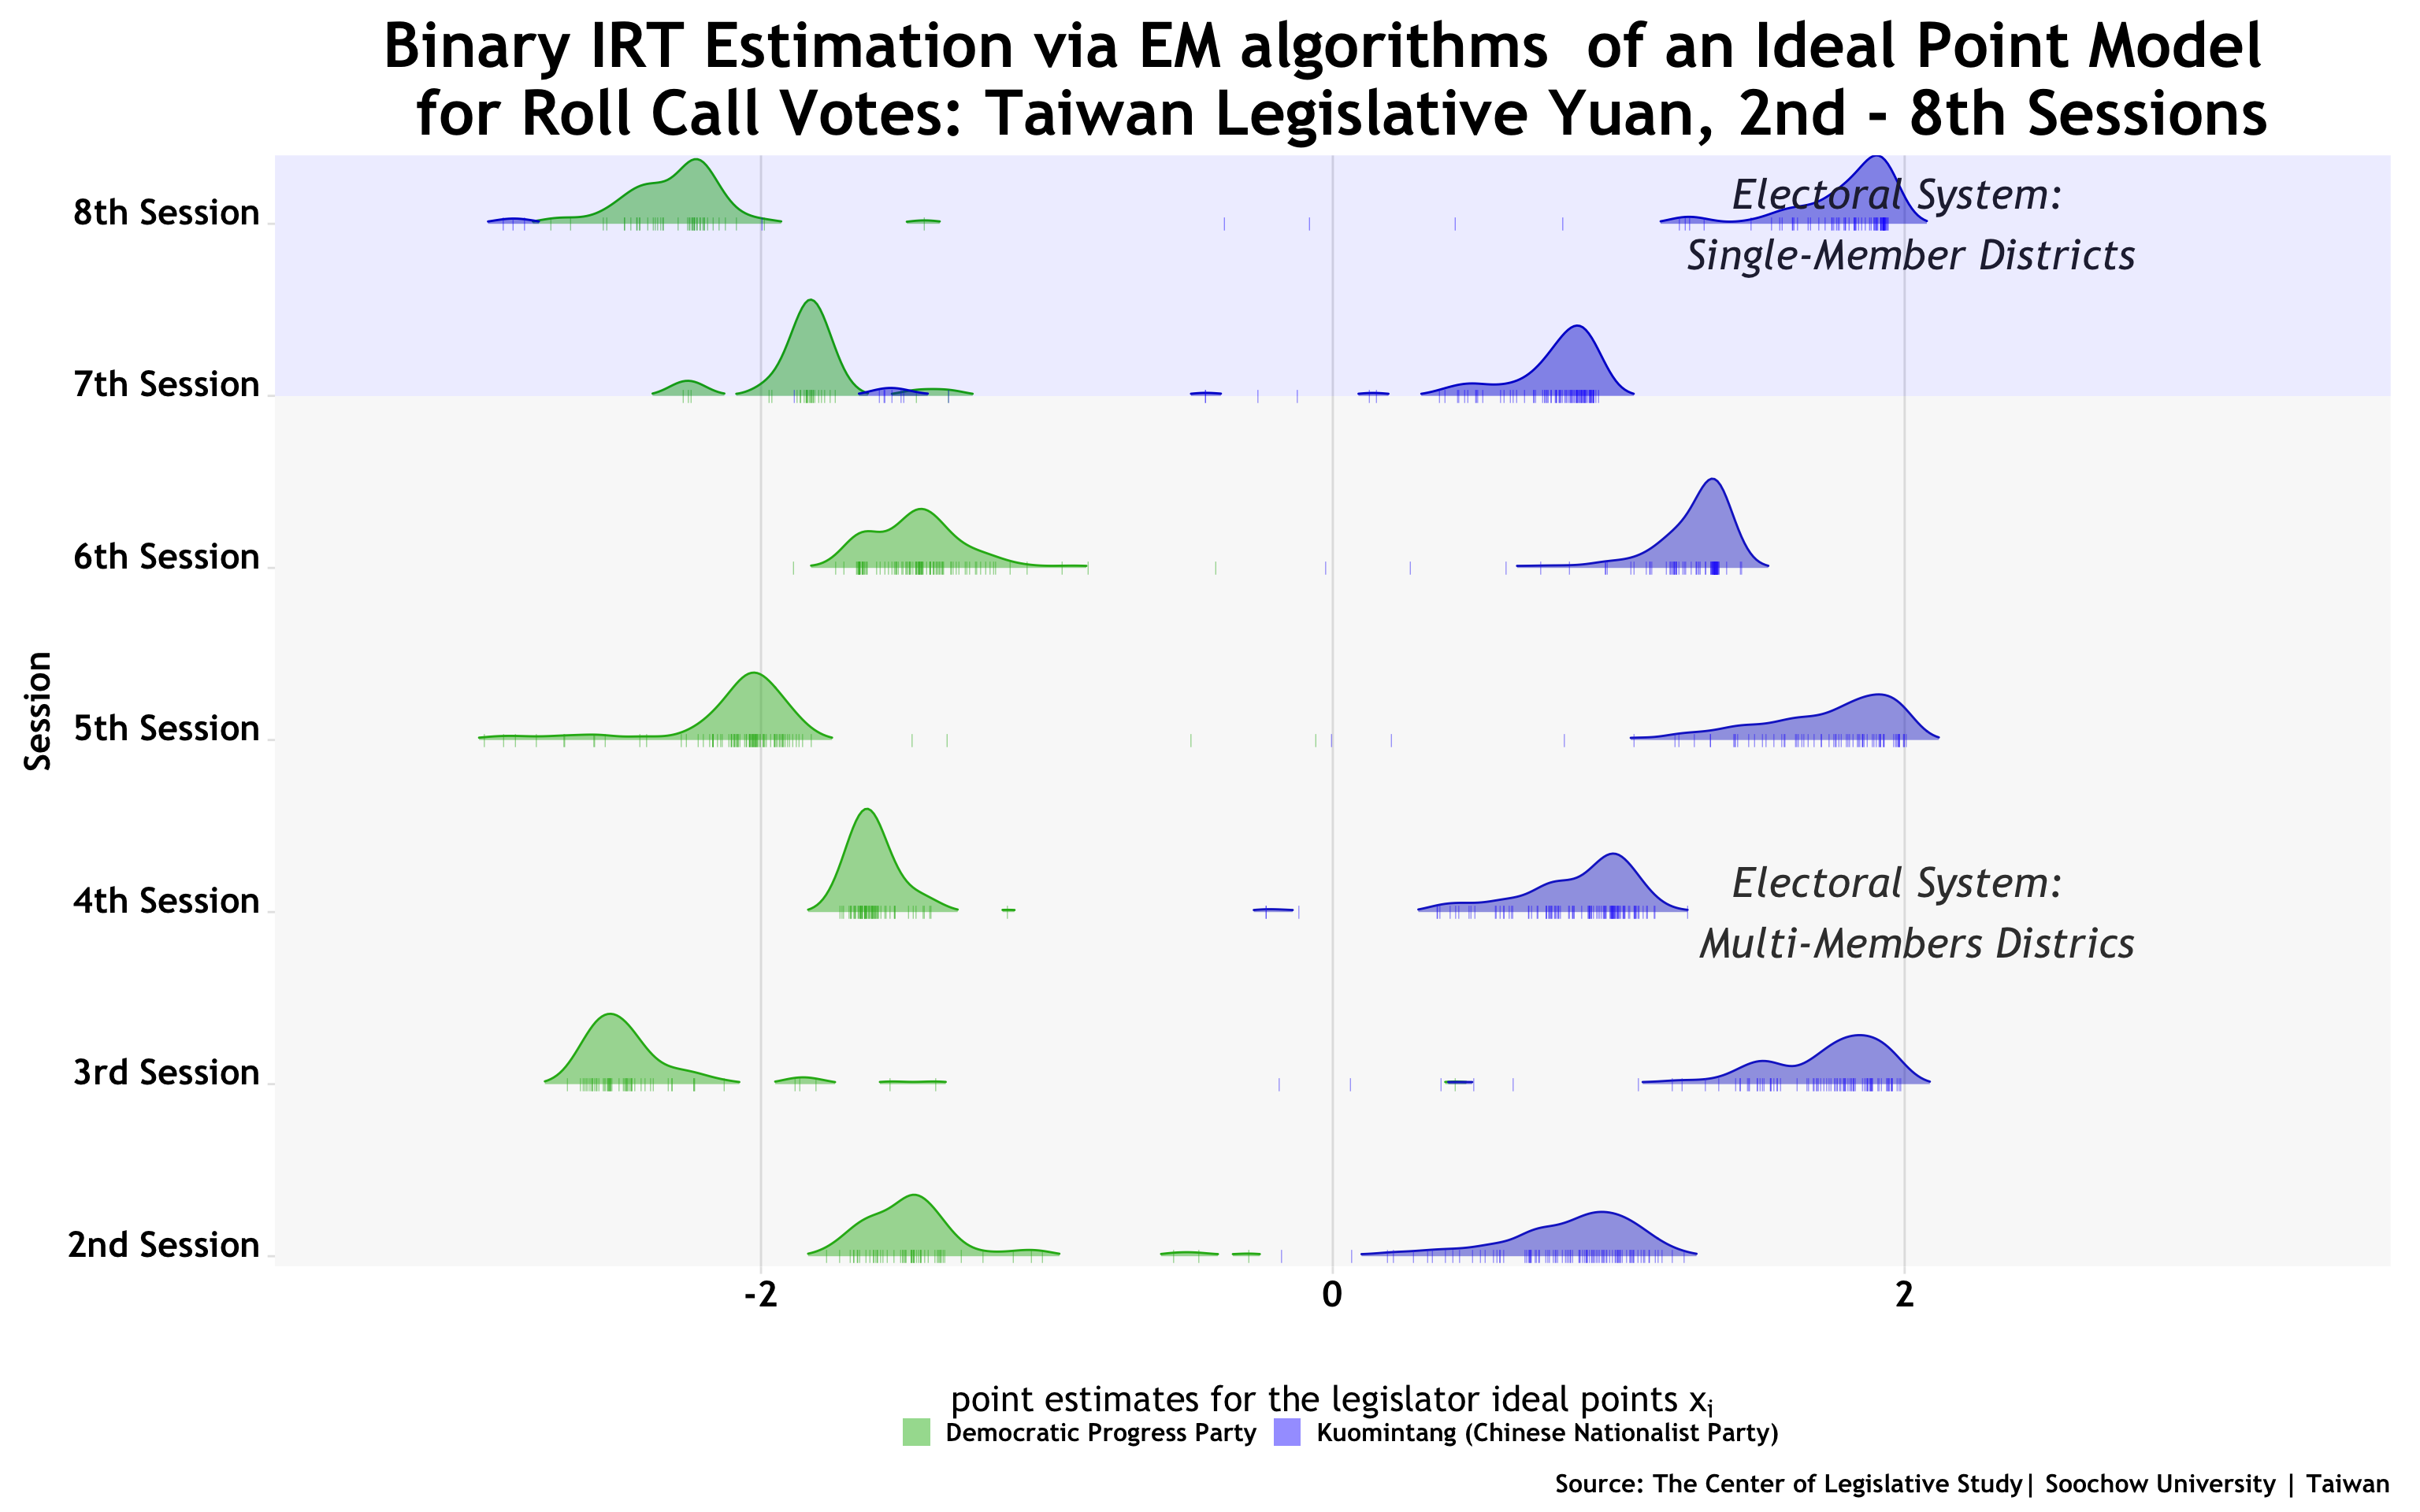 Binary IRT Estimation via EM algorithms  of an Ideal Point Model
for Roll Call Votes: Taiwan Legislative Yuan, 2nd - 8th Sessions
8th Session
Electoral System:
Single-Member Districts
7th Session
6th Session
Session
5th Session
4th Session
Electoral System:
Multi-Members Districs
3rd Session
2nd Session
-2 0 2
point estimates for the legislator ideal points xᵢ
Democratic Progress Party Kuomintang (Chinese Nationalist Party)
Source: The Center of Legislative Study| Soochow University | Taiwan